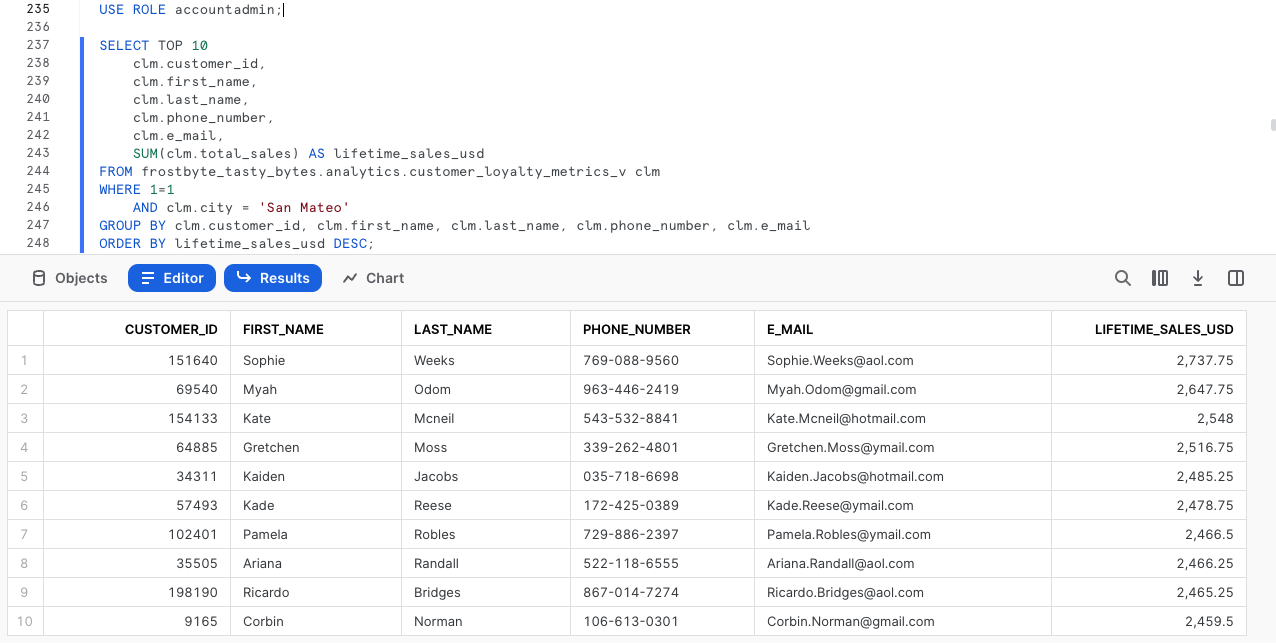 235 USE ROLE accountadmin;
236
237 SELECT TOP 10
238 clm.customer_id,
239 clm.first_name,
240 clm.last_name,
241 clm.phone_number,
242 clm.e_mail,
243 SUM(clm.total_sales) AS lifetime_sales_usd
244 FROM frostbyte_tasty_bytes.analytics.customer_loyalty_metrics_v clm
245 WHERE 1=1
246 AND clm.city = 'San Mateo'
247 GROUP BY clm.customer_id, clm.first_name, clm.last_name, clm.phone_number, clm.e_mail
248 ORDER BY lifetime_sales_usd DESC;
Objects Editor Results Chart
CUSTOMER_ID FIRST_NAME LAST_NAME PHONE_NUMBER E_MAIL LIFETIME_SALES_USD
1 151640 Sophie Weeks 769-088-9560 Sophie.Weeks@aol.com 2,737.75
2 69540 Myah Odom 963-446-2419 Myah.Odom@gmail.com 2,647.75
3 154133 Kate Mcneil 543-532-8841 Kate.Mcneil@hotmail.com 2,548
4 64885 Gretchen Moss 339-262-4801 Gretchen.Moss@ymail.com 2,516.75
5 34311 Kaiden Jacobs 035-718-6698 Kaiden.Jacobs@hotmail.com 2,485.25
6 57493 Kade Reese 172-425-0389 Kade.Reese@ymail.com 2,478.75
7 102401 Pamela Robles 729-886-2397 Pamela.Robles@ymail.com 2,466.5
8 35505 Ariana Randall 522-118-6555 Ariana.Randall@aol.com 2,466.25
9 198190 Ricardo Bridges 867-014-7274 Ricardo.Bridges@aol.com 2,465.25
10 9165 Corbin Norman 106-613-0301 Corbin.Norman@gmail.com 2,459.5